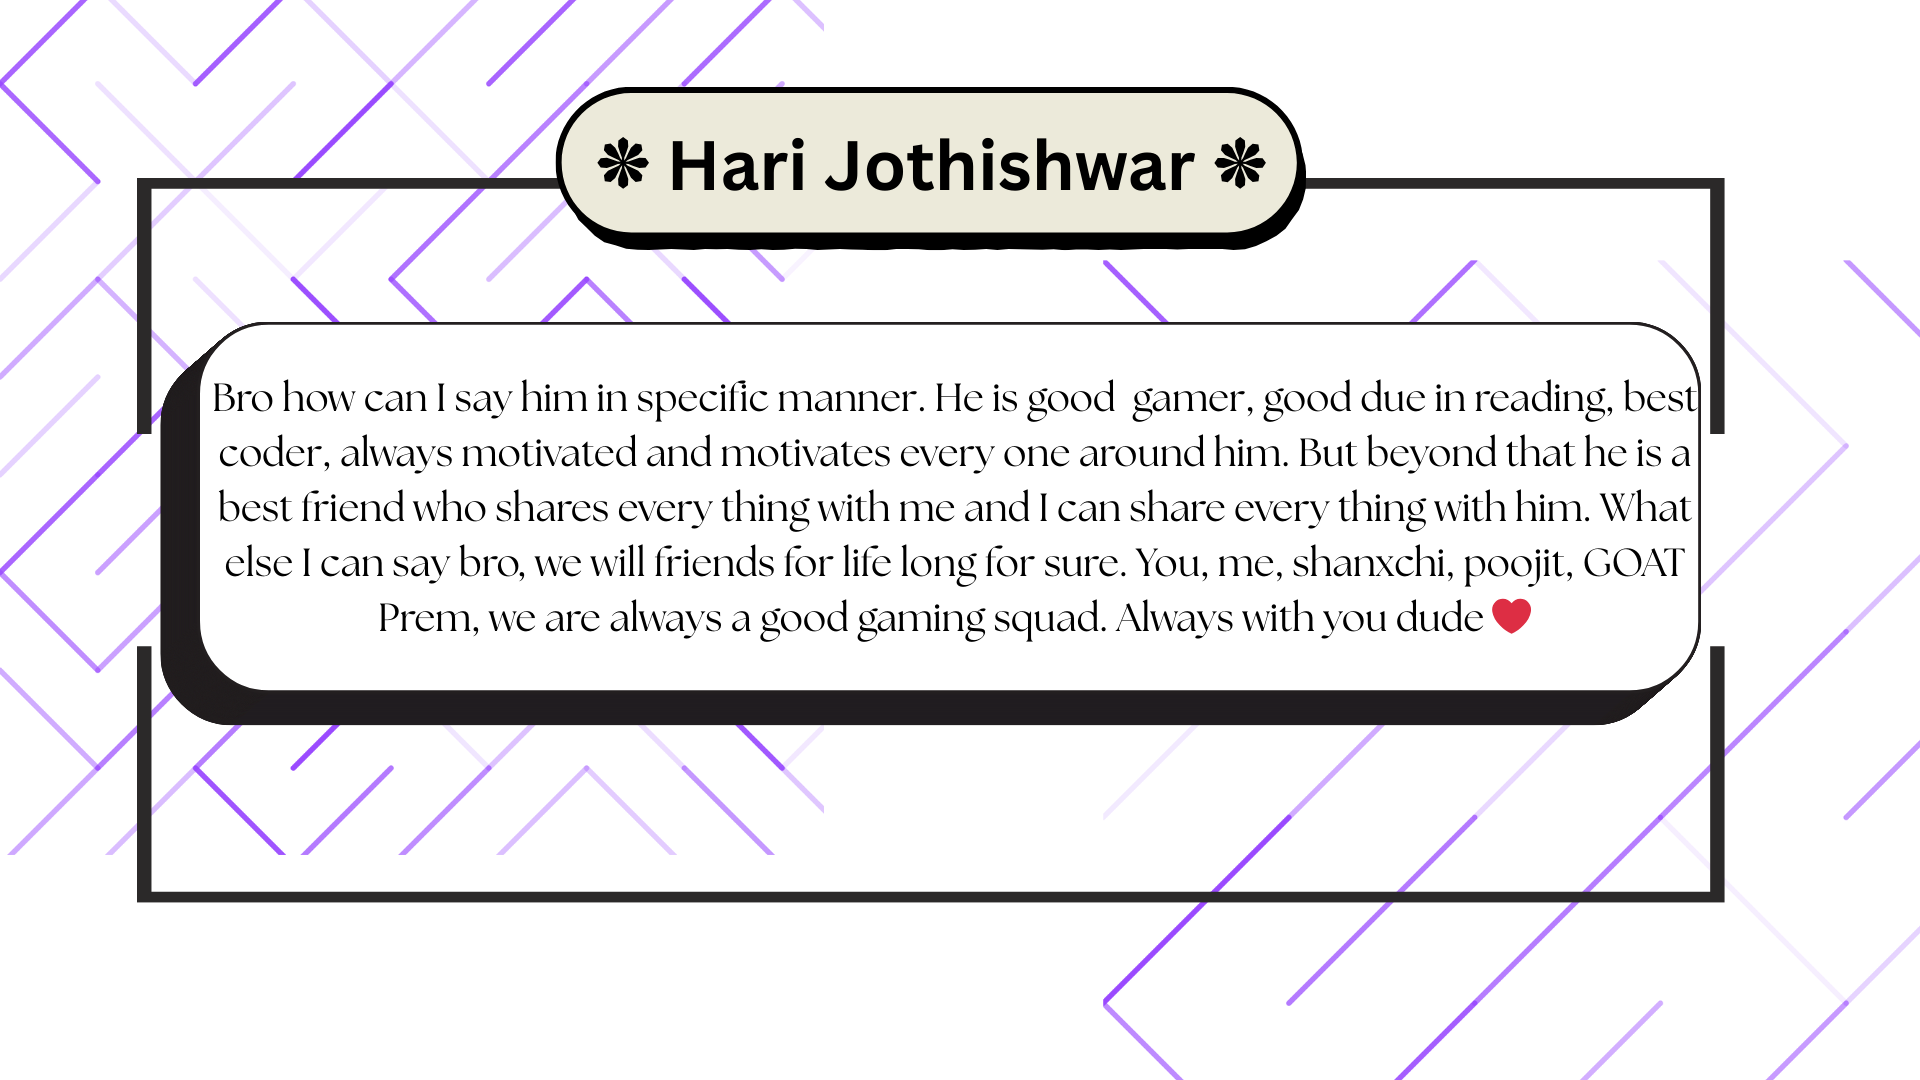 ❋ Hari Jothishwar ❋
Bro how can I say him in specific manner. He is good  gamer, good due in reading, best
coder, always motivated and motivates every one around him. But beyond that he is a
best friend who shares every thing with me and I can share every thing with him. What
else I can say bro, we will friends for life long for sure. You, me, shanxchi, poojit, GOAT
Prem, we are always a good gaming squad. Always with you dude ❤️